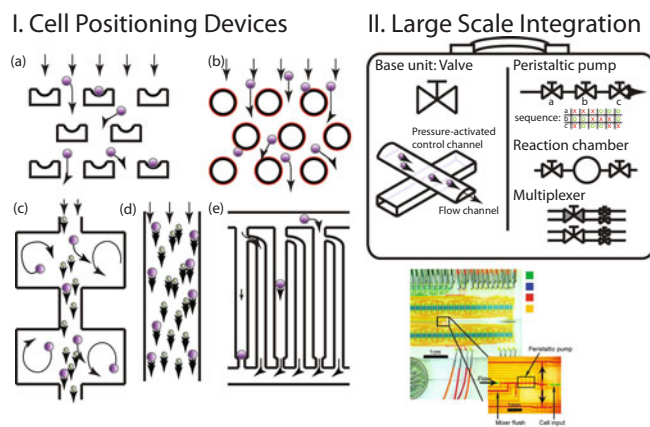 I. Cell Positioning Devices
II. Large Scale Integration
(a)
(b)
(c)
(d)
(e)
Base unit: Valve
Pressure-activated
control channel
Flow channel
Peristaltic pump
a b c
sequence:
a
b
c
Reaction chamber
Multiplexer
1cm
Peristaltic pump
Flow
Mixer flush
Cell input